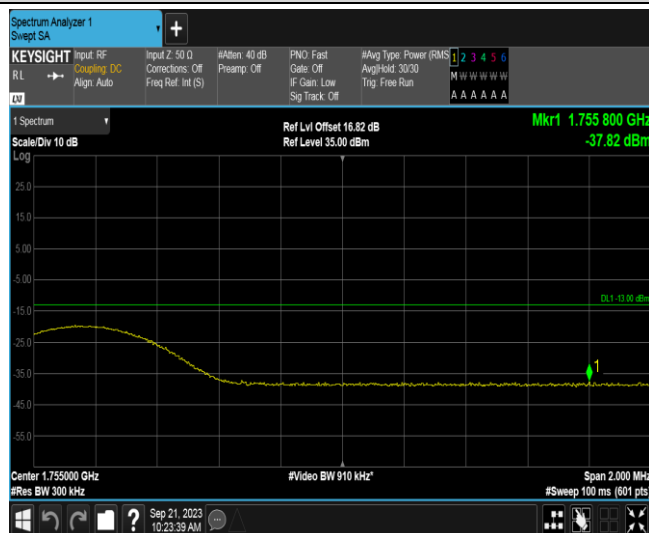 Spectrum Analyzer 1
Swept SA
KEYSIGHT
RL
LXI
Input: RF
Coupling: DC
Align: Auto
Input Z: 50 Ω
Corrections: Off
Freq Ref: Int (S)
#Atten: 40 dB
Preamp: Off
PNO: Fast
Gate: Off
IF Gain: Low
Sig Track: Off
#Avg Type: Power (RMS
Avg|Hold: 30/30
Trig: Free Run
1 2 3 4 5 6
M W W W W W
A A A A A A
1 Spectrum
Scale/Div 10 dB
Ref Lvl Offset 16.82 dB
Ref Level 35.00 dBm
Mkr1 1.755 800 GHz
-37.82 dBm
Log
25.0
15.0
5.00
-5.00
DL1 -13.00 dBm
-15.0
-25.0
1
-35.0
-45.0
-55.0
Center 1.755000 GHz
#Video BW 910 kHz*
Span 2.000 MHz
#Res BW 300 kHz
#Sweep 100 ms (601 pts)
?
Sep 21, 2023
10:23:39 AM